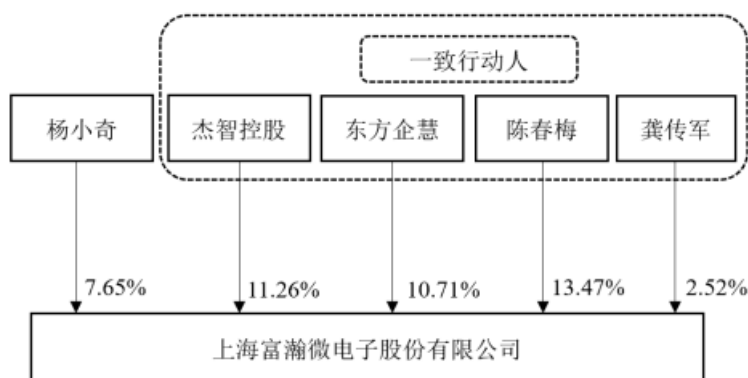 一致行动人
杨小奇
杰智控股
东方企慧
陈春梅
龚传军
7.65%
11.26%
10.71%
13.47%
2.52%
上海富瀚微电子股份有限公司